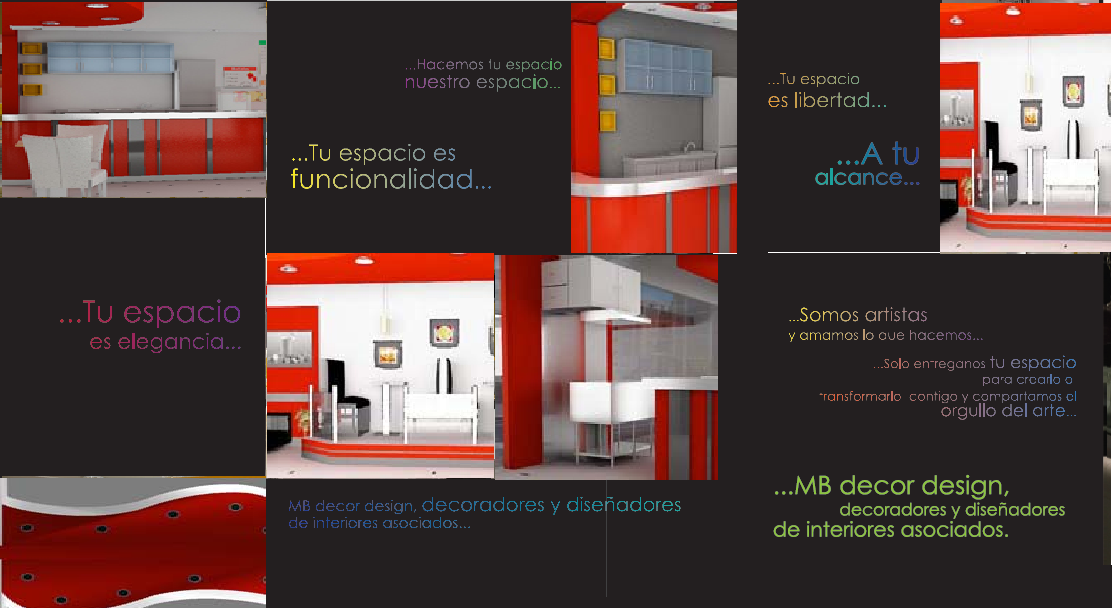 ...Hacemos tu espacio
nuestro espacio...
...Tu espacio es
funcionalidad...
...Tu espacio
es libertad...
...A tu
alcance...
...Tu espacio
es elegancia...
...Somos artistas
y amamos lo que hacemos...
...Solo entreganos tu espacio
para crearlo o
transformarlo contigo y compartamos el
orgullo del arte...
MB decor design, decoradores y diseñadores
de interiores asociados...
...MB decor design,
decoradores y diseñadores
de interiores asociados.